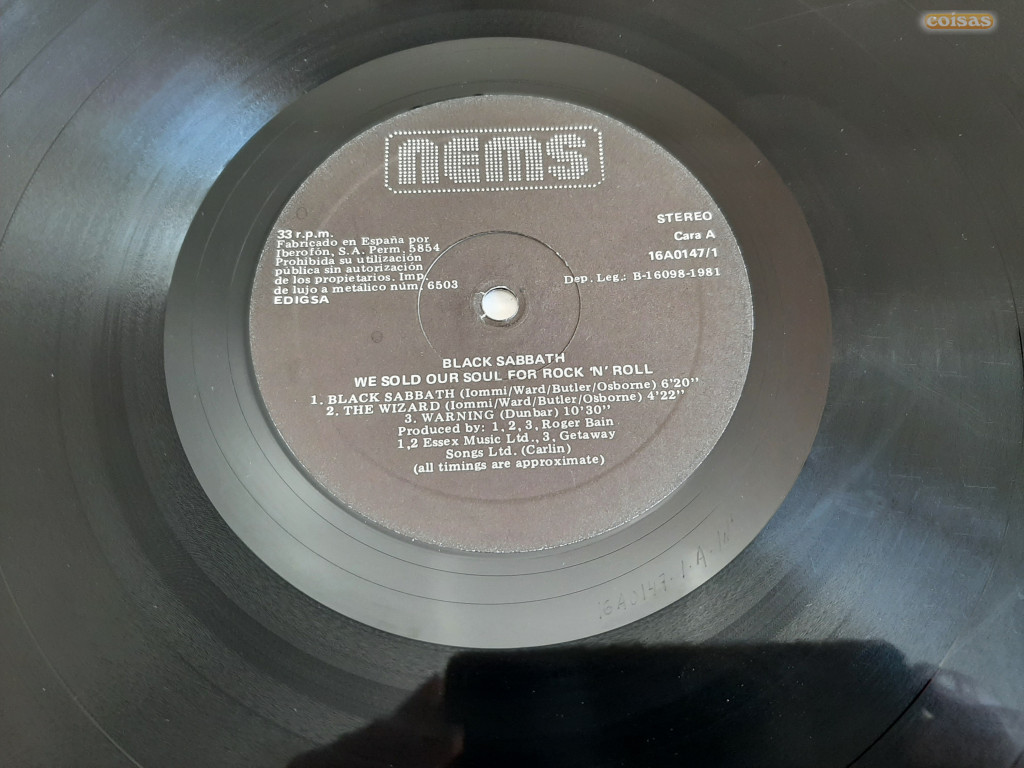 coisas
nems
33 r.p.m.
Fabricado en España por
Iberofón, S.A. Perm. 5854
Prohibida su utilización
pública sin autorización
de los propietarios. Imp.
de lujo a metálico núm. 6503
EDIGSA
STEREO
Cara A
16A0147/1
Dep. Leg.: B-16098-1981
BLACK SABBATH
WE SOLD OUR SOUL FOR ROCK 'N' ROLL
1. BLACK SABBATH (Iommi/Ward/Butler/Osborne) 6'20''
2. THE WIZARD (Iommi/Ward/Butler/Osborne) 4'22''
3. WARNING (Dunbar) 10'30''
Produced by: 1, 2, 3, Roger Bain
1,2 Essex Music Ltd., 3, Getaway
Songs Ltd. (Carlin)
(all timings are approximate)
16A0147·1·A·